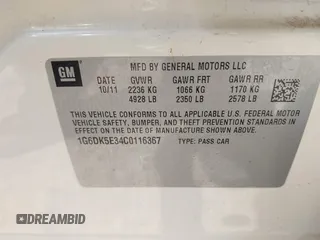 GM
MFD BY GENERAL MOTORS LLC
DATE GVWR GAWR FRT GAWR RR
10/11 2236 KG 1066 KG 1170 KG
4928 LB 2350 LB 2578 LB
THIS VEHICLE CONFORMS TO ALL APPLICABLE U.S. FEDERAL MOTOR
VEHICLE SAFETY, BUMPER, AND THEFT PREVENTION STANDARDS IN EFFECT
ON THE DATE OF MANUFACTURE SHOWN ABOVE.
1G6DK5E34C0116367 TYPE: PASS CAR
DREAMBID